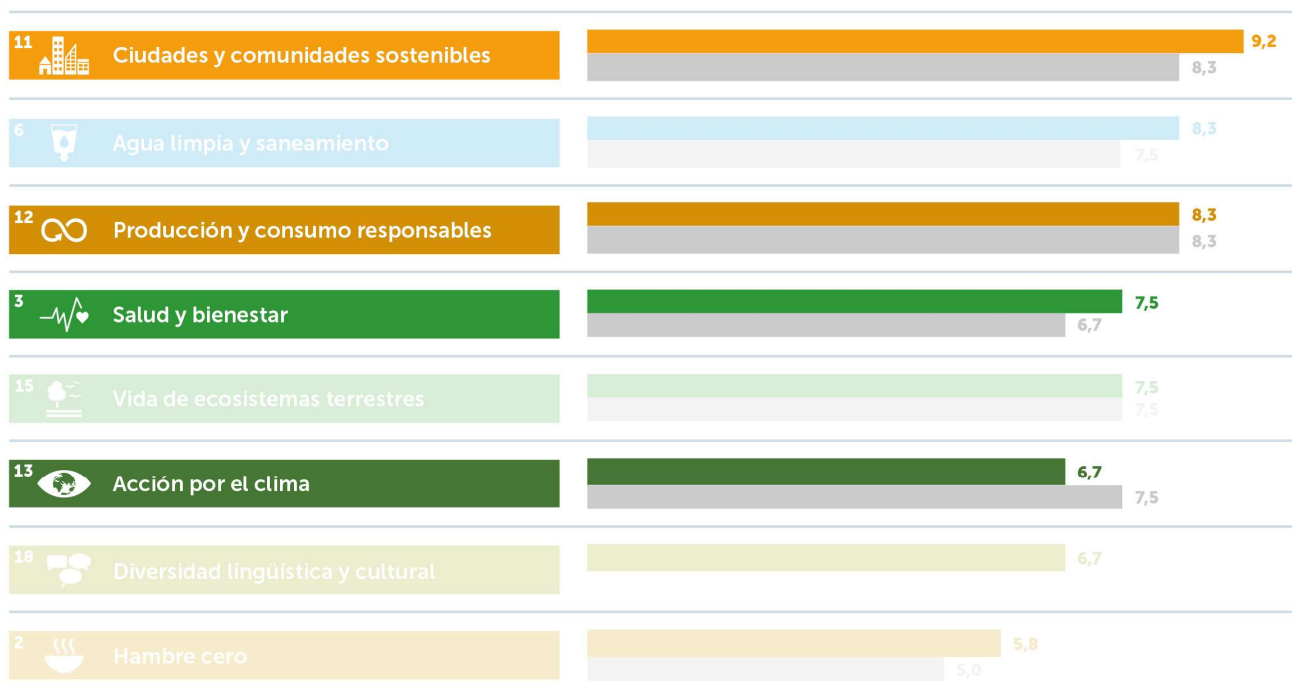 11 Ciudades y comunidades sostenibles 9,2
8,3
6 Agua limpia y saneamiento 8,3
7,5
12 Producción y consumo responsables 8,3
8,3
3 Salud y bienestar 7,5
6,7
15 Vida de ecosistemas terrestres 7,5
7,5
13 Acción por el clima 6,7
7,5
18 Diversidad lingüística y cultural 6,7
2 Hambre cero 5,8
5,0